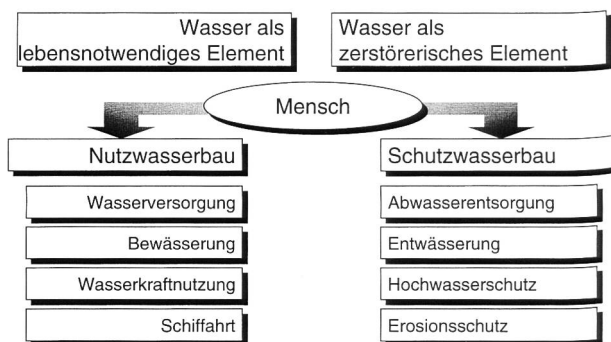 Wasser als
lebensnotwendiges Element
Wasser als
zerstörerisches Element
Mensch
Nutzwasserbau
Schutzwasserbau
Wasserversorgung
Abwasserentsorgung
Bewässerung
Entwässerung
Wasserkraftnutzung
Hochwasserschutz
Schiffahrt
Erosionsschutz